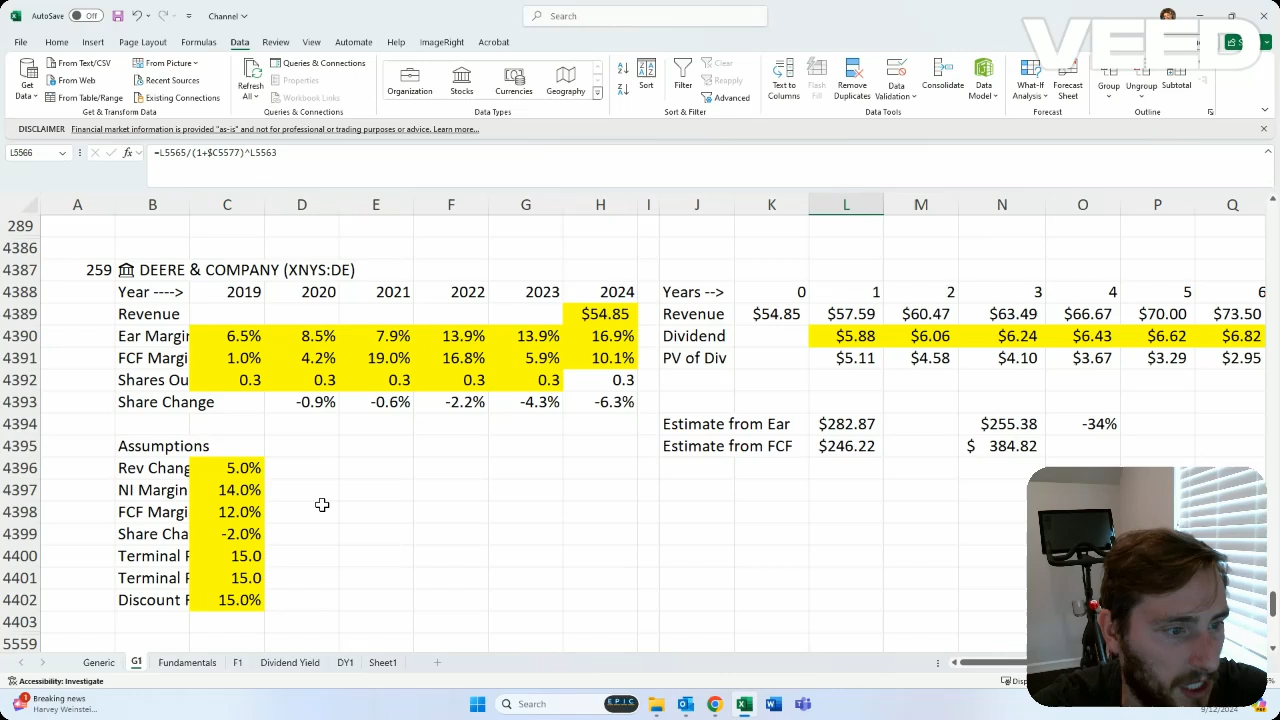 AutoSave Off Channel Search
VEED
File Home Insert Page Layout Formulas Data Review View Automate Help ImageRight Acrobat
Get Data
From Text/CSV
From Web
From Table/Range
From Picture
Recent Sources
Existing Connections
Refresh All
Queries & Connections
Properties
Workbook Links
Organization Stocks Currencies Geography
Sort Filter
Clear
Reapply
Advanced
Text to Columns Flash Fill Remove Duplicates Data Validation Consolidate Data Model What-If Analysis Forecast Sheet Group Ungroup Subtotal
Get & Transform Data Queries & Connections Data Types Sort & Filter Data Tools Forecast Outline
DISCLAIMER Financial market information is provided "as-is" and not for professional or trading purposes or advice. Learn more...
L5566 fx =L5565/(1+$C5577)^L5563
A B C D E F G H I J K L M N O P Q
289
4386
4387 259 DEERE & COMPANY (XNYS:DE)
4388 Year ----> 2019 2020 2021 2022 2023 2024 Years --> 0 1 2 3 4 5 6
4389 Revenue $54.85 Revenue $54.85 $57.59 $60.47 $63.49 $66.67 $70.00 $73.50
4390 Ear Margin 6.5% 8.5% 7.9% 13.9% 13.9% 16.9% Dividend $5.88 $6.06 $6.24 $6.43 $6.62 $6.82
4391 FCF Margi 1.0% 4.2% 19.0% 16.8% 5.9% 10.1% PV of Div $5.11 $4.58 $4.10 $3.67 $3.29 $2.95
4392 Shares Ou 0.3 0.3 0.3 0.3 0.3 0.3
4393 Share Change -0.9% -0.6% -2.2% -4.3% -6.3%
4394 Estimate from Ear $282.87 $255.38 -34%
4395 Assumptions Estimate from FCF $246.22 $ 384.82
4396 Rev Chang 5.0%
4397 NI Margin 14.0%
4398 FCF Margi 12.0%
4399 Share Cha -2.0%
4400 Terminal F 15.0
4401 Terminal F 15.0
4402 Discount F 15.0%
4403
5559
Generic G1 Fundamentals F1 Dividend Yield DY1 Sheet1
Accessibility: Investigate
Breaking news
Harvey Weinstei...
Search
EPIC
9/12/2024